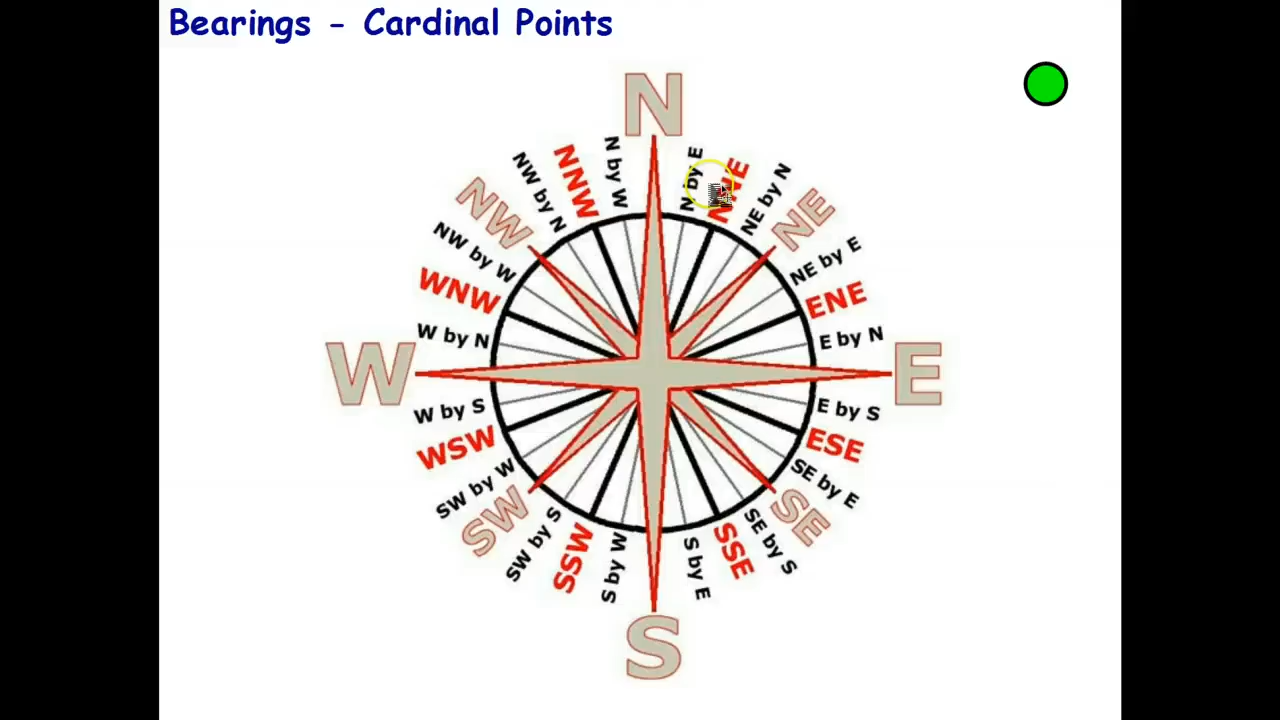 Bearings - Cardinal Points
N
N by E
NNE
NE by N
NE
NE by E
ENE
E by N
E
E by S
ESE
SE by E
SE
SE by S
SSE
S by E
S
S by W
SSW
SW by S
SW
SW by W
WSW
W by S
W
W by N
WNW
NW by W
NW
NW by N
NNW
N by W